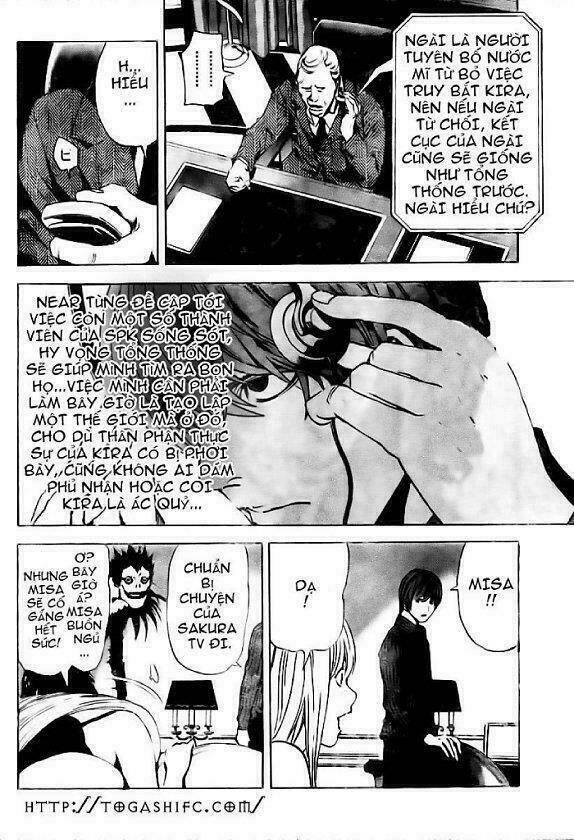 NGÀI LÀ NGƯỜI
TUYÊN BỐ NƯỚC
MĨ TỪ BỎ VIỆC
TRUY BẮT KIRA,
NÊN NẾU NGÀI
TỪ CHỐI, KẾT
CỤC CỦA NGÀI
CŨNG SẼ GIỐNG
NHƯ TỔNG
THỐNG TRƯỚC.
NGÀI HIỂU CHỨ?
H...
HIỂU
...
NEAR TỪNG ĐỀ CẬP TỚI
VIỆC CÒN MỘT SỐ THÀNH
VIÊN CỦA SPK SỐNG SÓT,
HY VỌNG TỔNG THỐNG
SẼ GIÚP MÌNH TÌM RA BỌN
HỌ...VIỆC MÌNH CẦN PHẢI
LÀM BÂY GIỜ LÀ TẠO LẬP
MỘT THẾ GIỚI MÀ Ở ĐÓ,
CHO DÙ THÂN PHẬN THỰC
SỰ CỦA KIRA CÓ BỊ PHƠI
BÀY, CŨNG KHÔNG AI DÁM
PHỦ NHẬN HOẶC COI
KIRA LÀ ÁC QUỶ...
MISA
!!
DẠ
!
CHUẨN
BỊ
CHUYỆN
CỦA
SAKURA
TV ĐI.
Ơ?
BÂY
GIỜ
Á?
MISA
BUỒN
NGỦ
...
NHƯNG
MISA
SẼ CỐ
GẮNG
HẾT
SỨC!
HTTP://TOGASHIFC.COM/